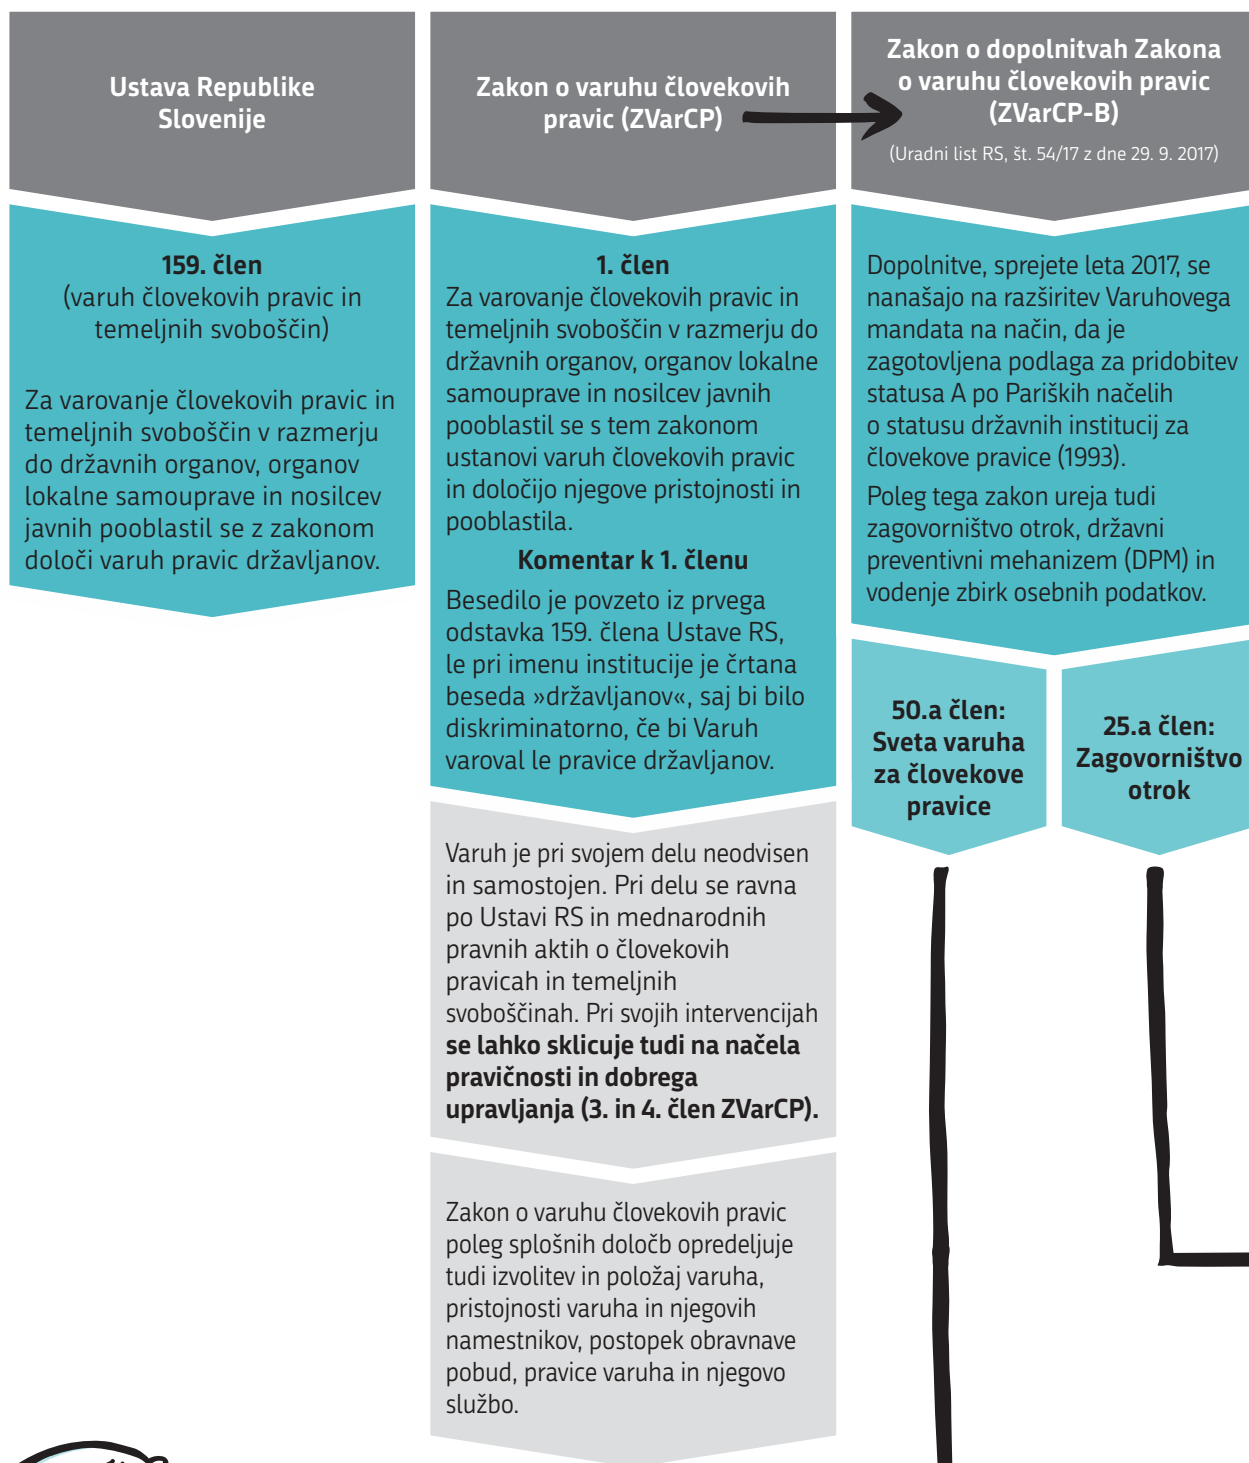 Ustava Republike
Slovenije
159. člen
(varuh človekovih pravic in
temeljnih svoboščin)
Za varovanje človekovih pravic in
temeljnih svoboščin v razmerju
do državnih organov, organov
lokalne samouprave in nosilcev
javnih pooblastil se z zakonom
določi varuh pravic državljanov.
Zakon o varuhu človekovih
pravic (ZVarCP)
1. člen
Za varovanje človekovih pravic in
temeljnih svoboščin v razmerju do
državnih organov, organov lokalne
samouprave in nosilcev javnih
pooblastil se s tem zakonom
ustanovi varuh človekovih pravic
in določijo njegove pristojnosti in
pooblastila.
Komentar k 1. členu
Besedilo je povzeto iz prvega
odstavka 159. člena Ustave RS,
le pri imenu institucije je črtana
beseda »državljanov«, saj bi bilo
diskriminatorno, če bi Varuh
varoval le pravice državljanov.
Varuh je pri svojem delu neodvisen
in samostojen. Pri delu se ravna
po Ustavi RS in mednarodnih
pravnih aktih o človekovih
pravicah in temeljnih
svoboščinah. Pri svojih intervencijah
se lahko sklicuje tudi na načela
pravičnosti in dobrega
upravljanja (3. in 4. člen ZVarCP).
Zakon o varuhu človekovih pravic
poleg splošnih določb opredeljuje
tudi izvolitev in položaj varuha,
pristojnosti varuha in njegovih
namestnikov, postopek obravnave
pobud, pravice varuha in njegovo
službo.
Zakon o dopolnitvah Zakona
o varuhu človekovih pravic
(ZVarCP-B)
(Uradni list RS, št. 54/17 z dne 29. 9. 2017)
Dopolnitve, sprejete leta 2017, se
nanašajo na razširitev Varuhovega
mandata na način, da je
zagotovljena podlaga za pridobitev
statusa A po Pariških načelih
o statusu državnih institucij za
človekove pravice (1993).
Poleg tega zakon ureja tudi
zagovorništvo otrok, državni
preventivni mehanizem (DPM) in
vodenje zbirk osebnih podatkov.
50.a člen:
Sveta varuha
za človekove
pravice
25.a člen:
Zagovorništvo
otrok